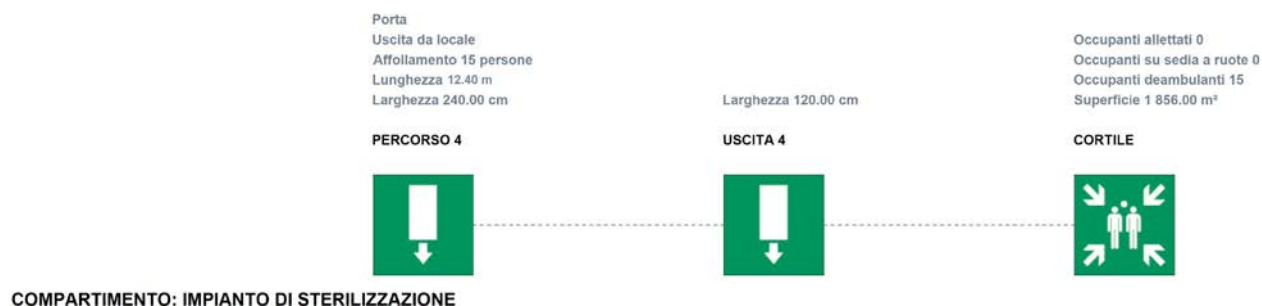 Porta
Uscita da locale
Affollamento 15 persone
Lunghezza 12.40 m
Larghezza 240.00 cm
PERCORSO 4
Larghezza 120.00 cm
USCITA 4
Occupanti allettati 0
Occupanti su sedia a ruote 0
Occupanti deambulanti 15
Superficie 1 856.00 m²
CORTILE
COMPARTIMENTO: IMPIANTO DI STERILIZZAZIONE